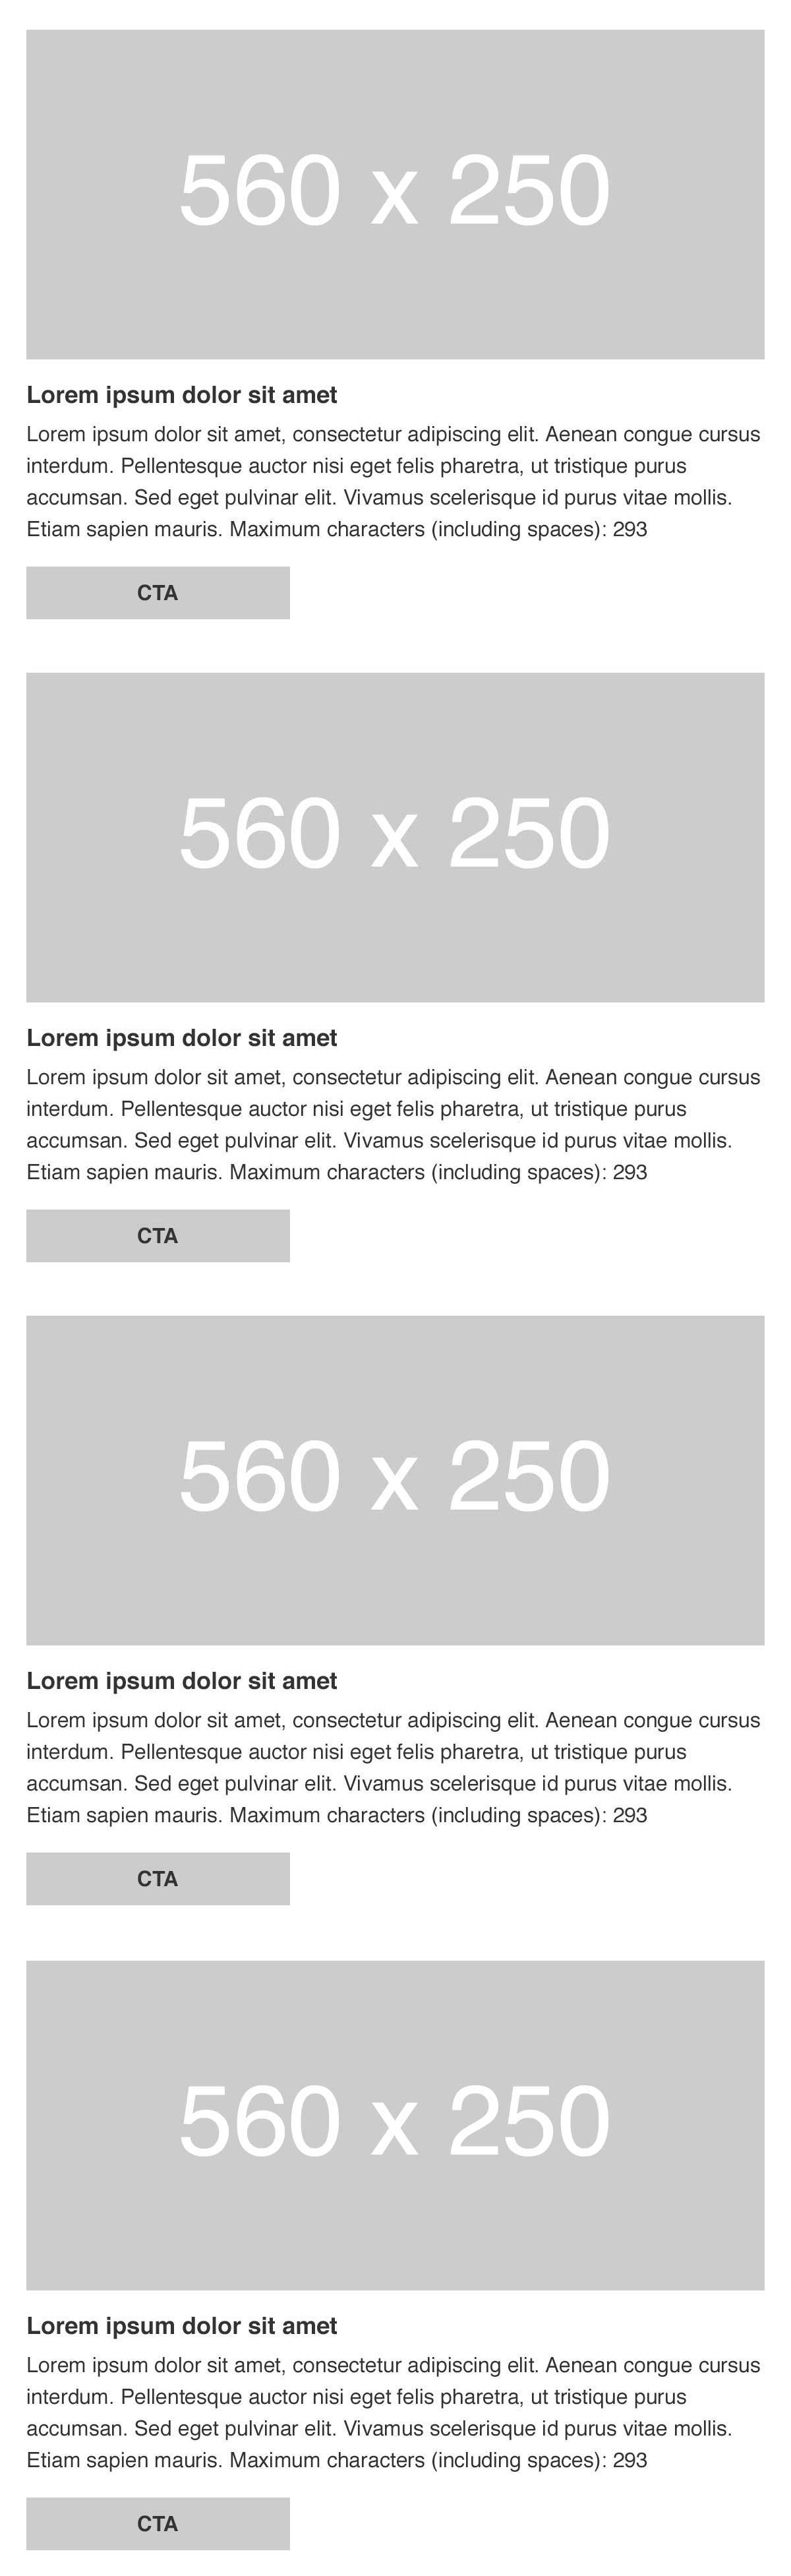 560 x 250
Lorem ipsum dolor sit amet
Lorem ipsum dolor sit amet, consectetur adipiscing elit. Aenean congue cursus
interdum. Pellentesque auctor nisi eget felis pharetra, ut tristique purus
accumsan. Sed eget pulvinar elit. Vivamus scelerisque id purus vitae mollis.
Etiam sapien mauris. Maximum characters (including spaces): 293
CTA
560 x 250
Lorem ipsum dolor sit amet
Lorem ipsum dolor sit amet, consectetur adipiscing elit. Aenean congue cursus
interdum. Pellentesque auctor nisi eget felis pharetra, ut tristique purus
accumsan. Sed eget pulvinar elit. Vivamus scelerisque id purus vitae mollis.
Etiam sapien mauris. Maximum characters (including spaces): 293
CTA
560 x 250
Lorem ipsum dolor sit amet
Lorem ipsum dolor sit amet, consectetur adipiscing elit. Aenean congue cursus
interdum. Pellentesque auctor nisi eget felis pharetra, ut tristique purus
accumsan. Sed eget pulvinar elit. Vivamus scelerisque id purus vitae mollis.
Etiam sapien mauris. Maximum characters (including spaces): 293
CTA
560 x 250
Lorem ipsum dolor sit amet
Lorem ipsum dolor sit amet, consectetur adipiscing elit. Aenean congue cursus
interdum. Pellentesque auctor nisi eget felis pharetra, ut tristique purus
accumsan. Sed eget pulvinar elit. Vivamus scelerisque id purus vitae mollis.
Etiam sapien mauris. Maximum characters (including spaces): 293
CTA